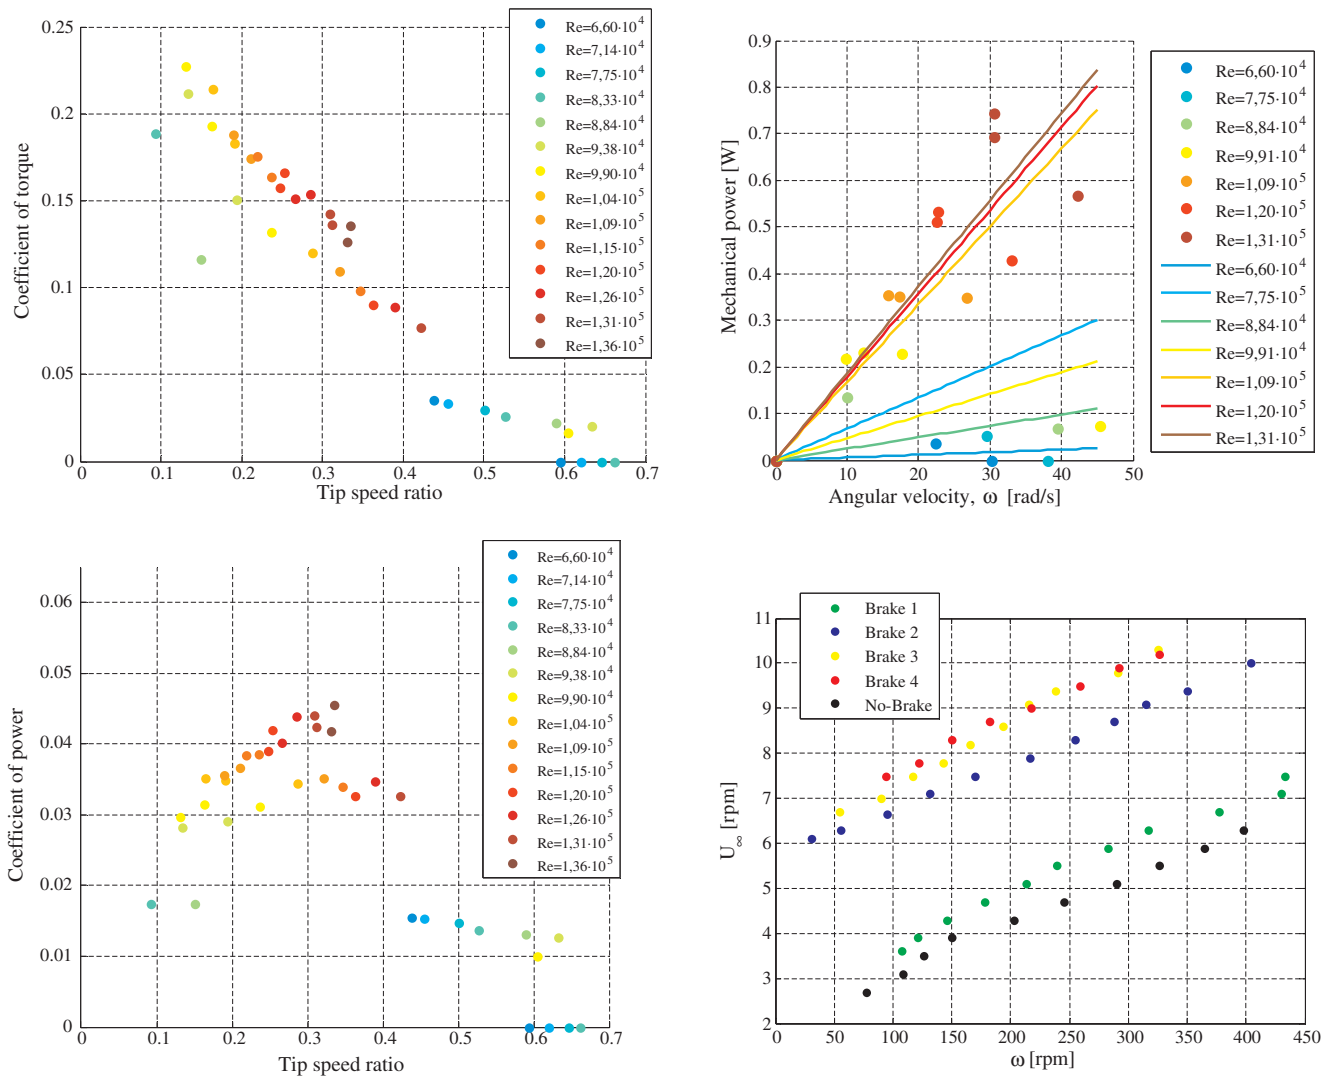 0.25
0.2
0.15
0.1
0.05
0
Coefficient of torque
0
0.1
0.2
0.3
0.4
0.5
0.6
0.7
Tip speed ratio
Re=6,60·10^4
Re=7,14·10^4
Re=7,75·10^4
Re=8,33·10^4
Re=8,84·10^4
Re=9,38·10^4
Re=9,90·10^4
Re=1,04·10^5
Re=1,09·10^5
Re=1,15·10^5
Re=1,20·10^5
Re=1,26·10^5
Re=1,31·10^5
Re=1,36·10^5
0.9
0.8
0.7
0.6
0.5
0.4
0.3
0.2
0.1
0
Mechanical power [W]
0
10
20
30
40
50
Angular velocity, ω [rad/s]
Re=6,60·10^4
Re=7,75·10^4
Re=8,84·10^4
Re=9,91·10^4
Re=1,09·10^5
Re=1,20·10^5
Re=1,31·10^5
Re=6,60·10^4
Re=7,75·10^5
Re=8,84·10^4
Re=9,91·10^4
Re=1,09·10^5
Re=1,20·10^5
Re=1,31·10^5
0.06
0.05
0.04
0.03
0.02
0.01
0
Coefficient of power
0
0.1
0.2
0.3
0.4
0.5
0.6
0.7
Tip speed ratio
Re=6,60·10^4
Re=7,14·10^4
Re=7,75·10^4
Re=8,33·10^4
Re=8,84·10^4
Re=9,38·10^4
Re=9,90·10^4
Re=1,04·10^5
Re=1,09·10^5
Re=1,15·10^5
Re=1,20·10^5
Re=1,26·10^5
Re=1,31·10^5
Re=1,36·10^5
11
10
9
8
7
6
5
4
3
2
U∞ [rpm]
0
100
150
200
250
300
350
400
450
ω [rpm]
Brake 1
Brake 2
Brake 3
Brake 4
No-Brake